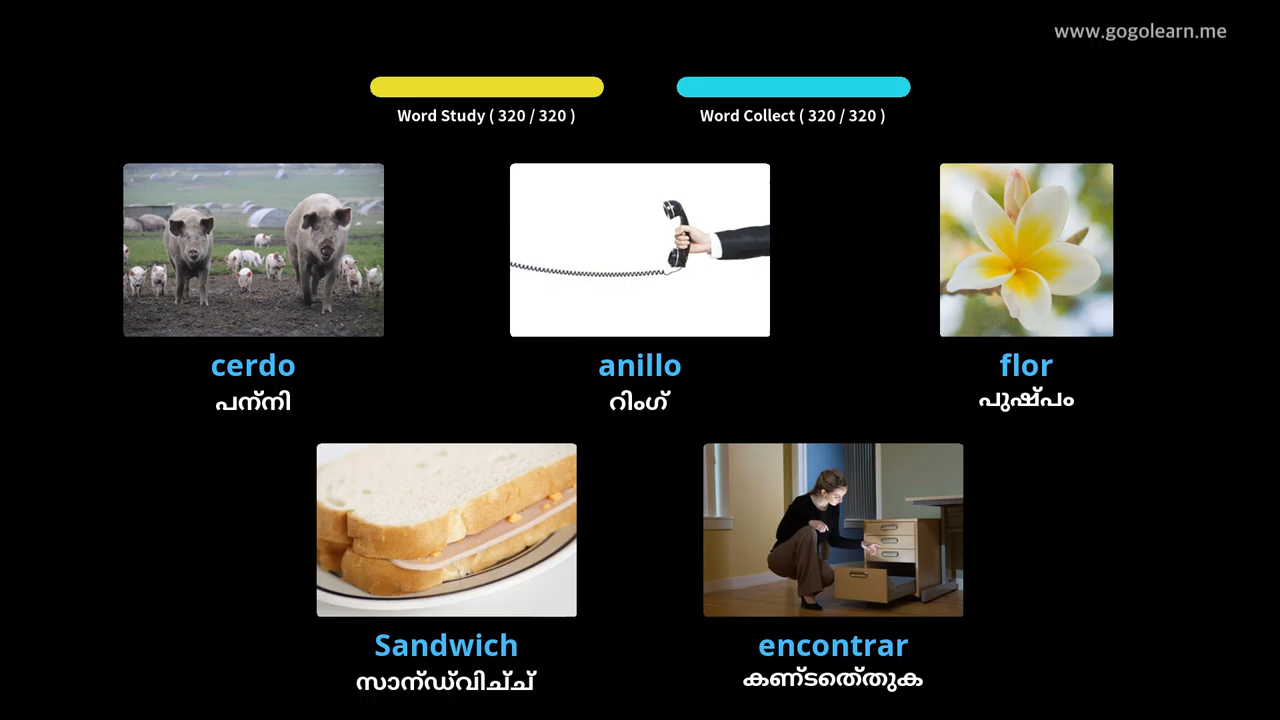 www.gogolearn.me
Word Study ( 320 / 320 )
Word Collect ( 320 / 320 )
cerdo
പന്നി
anillo
റിംഗ്
flor
പുഷ്പം
Sandwich
സാന്ഡ്വിച്ച്
encontrar
കണ്ടെത്തുക